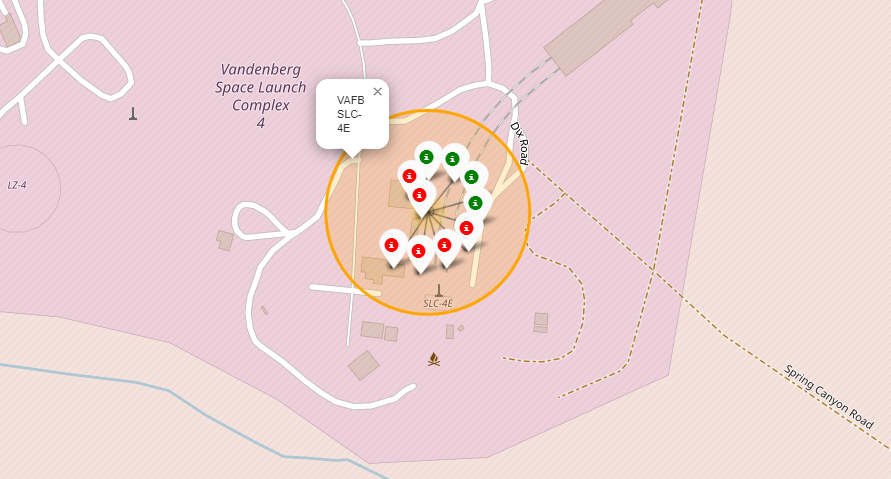 Vandenberg
Space Launch
Complex
4
VAFB
SLC-
4E
×
Dix Road
LZ-4
SLC-4E
Spring Canyon Road